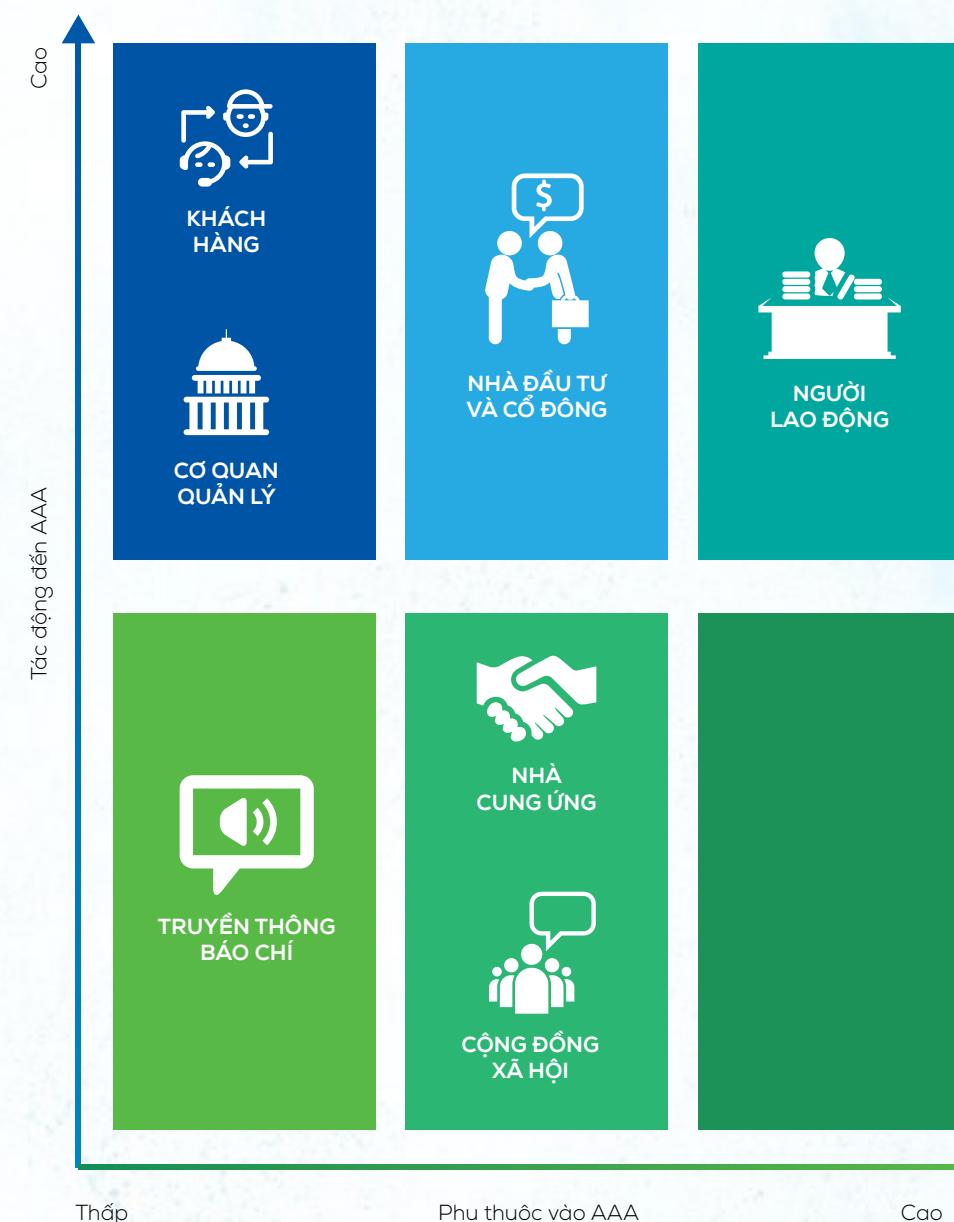 Cao
Tác động đến AAA
KHÁCH
HÀNG
CƠ QUAN
QUẢN LÝ
$
NHÀ ĐẦU TƯ
VÀ CỔ ĐÔNG
NGƯỜI
LAO ĐỘNG
TRUYỀN THÔNG
BÁO CHÍ
NHÀ
CUNG ỨNG
CỘNG ĐỒNG
XÃ HỘI
Thấp
Phụ thuộc vào AAA
Cao